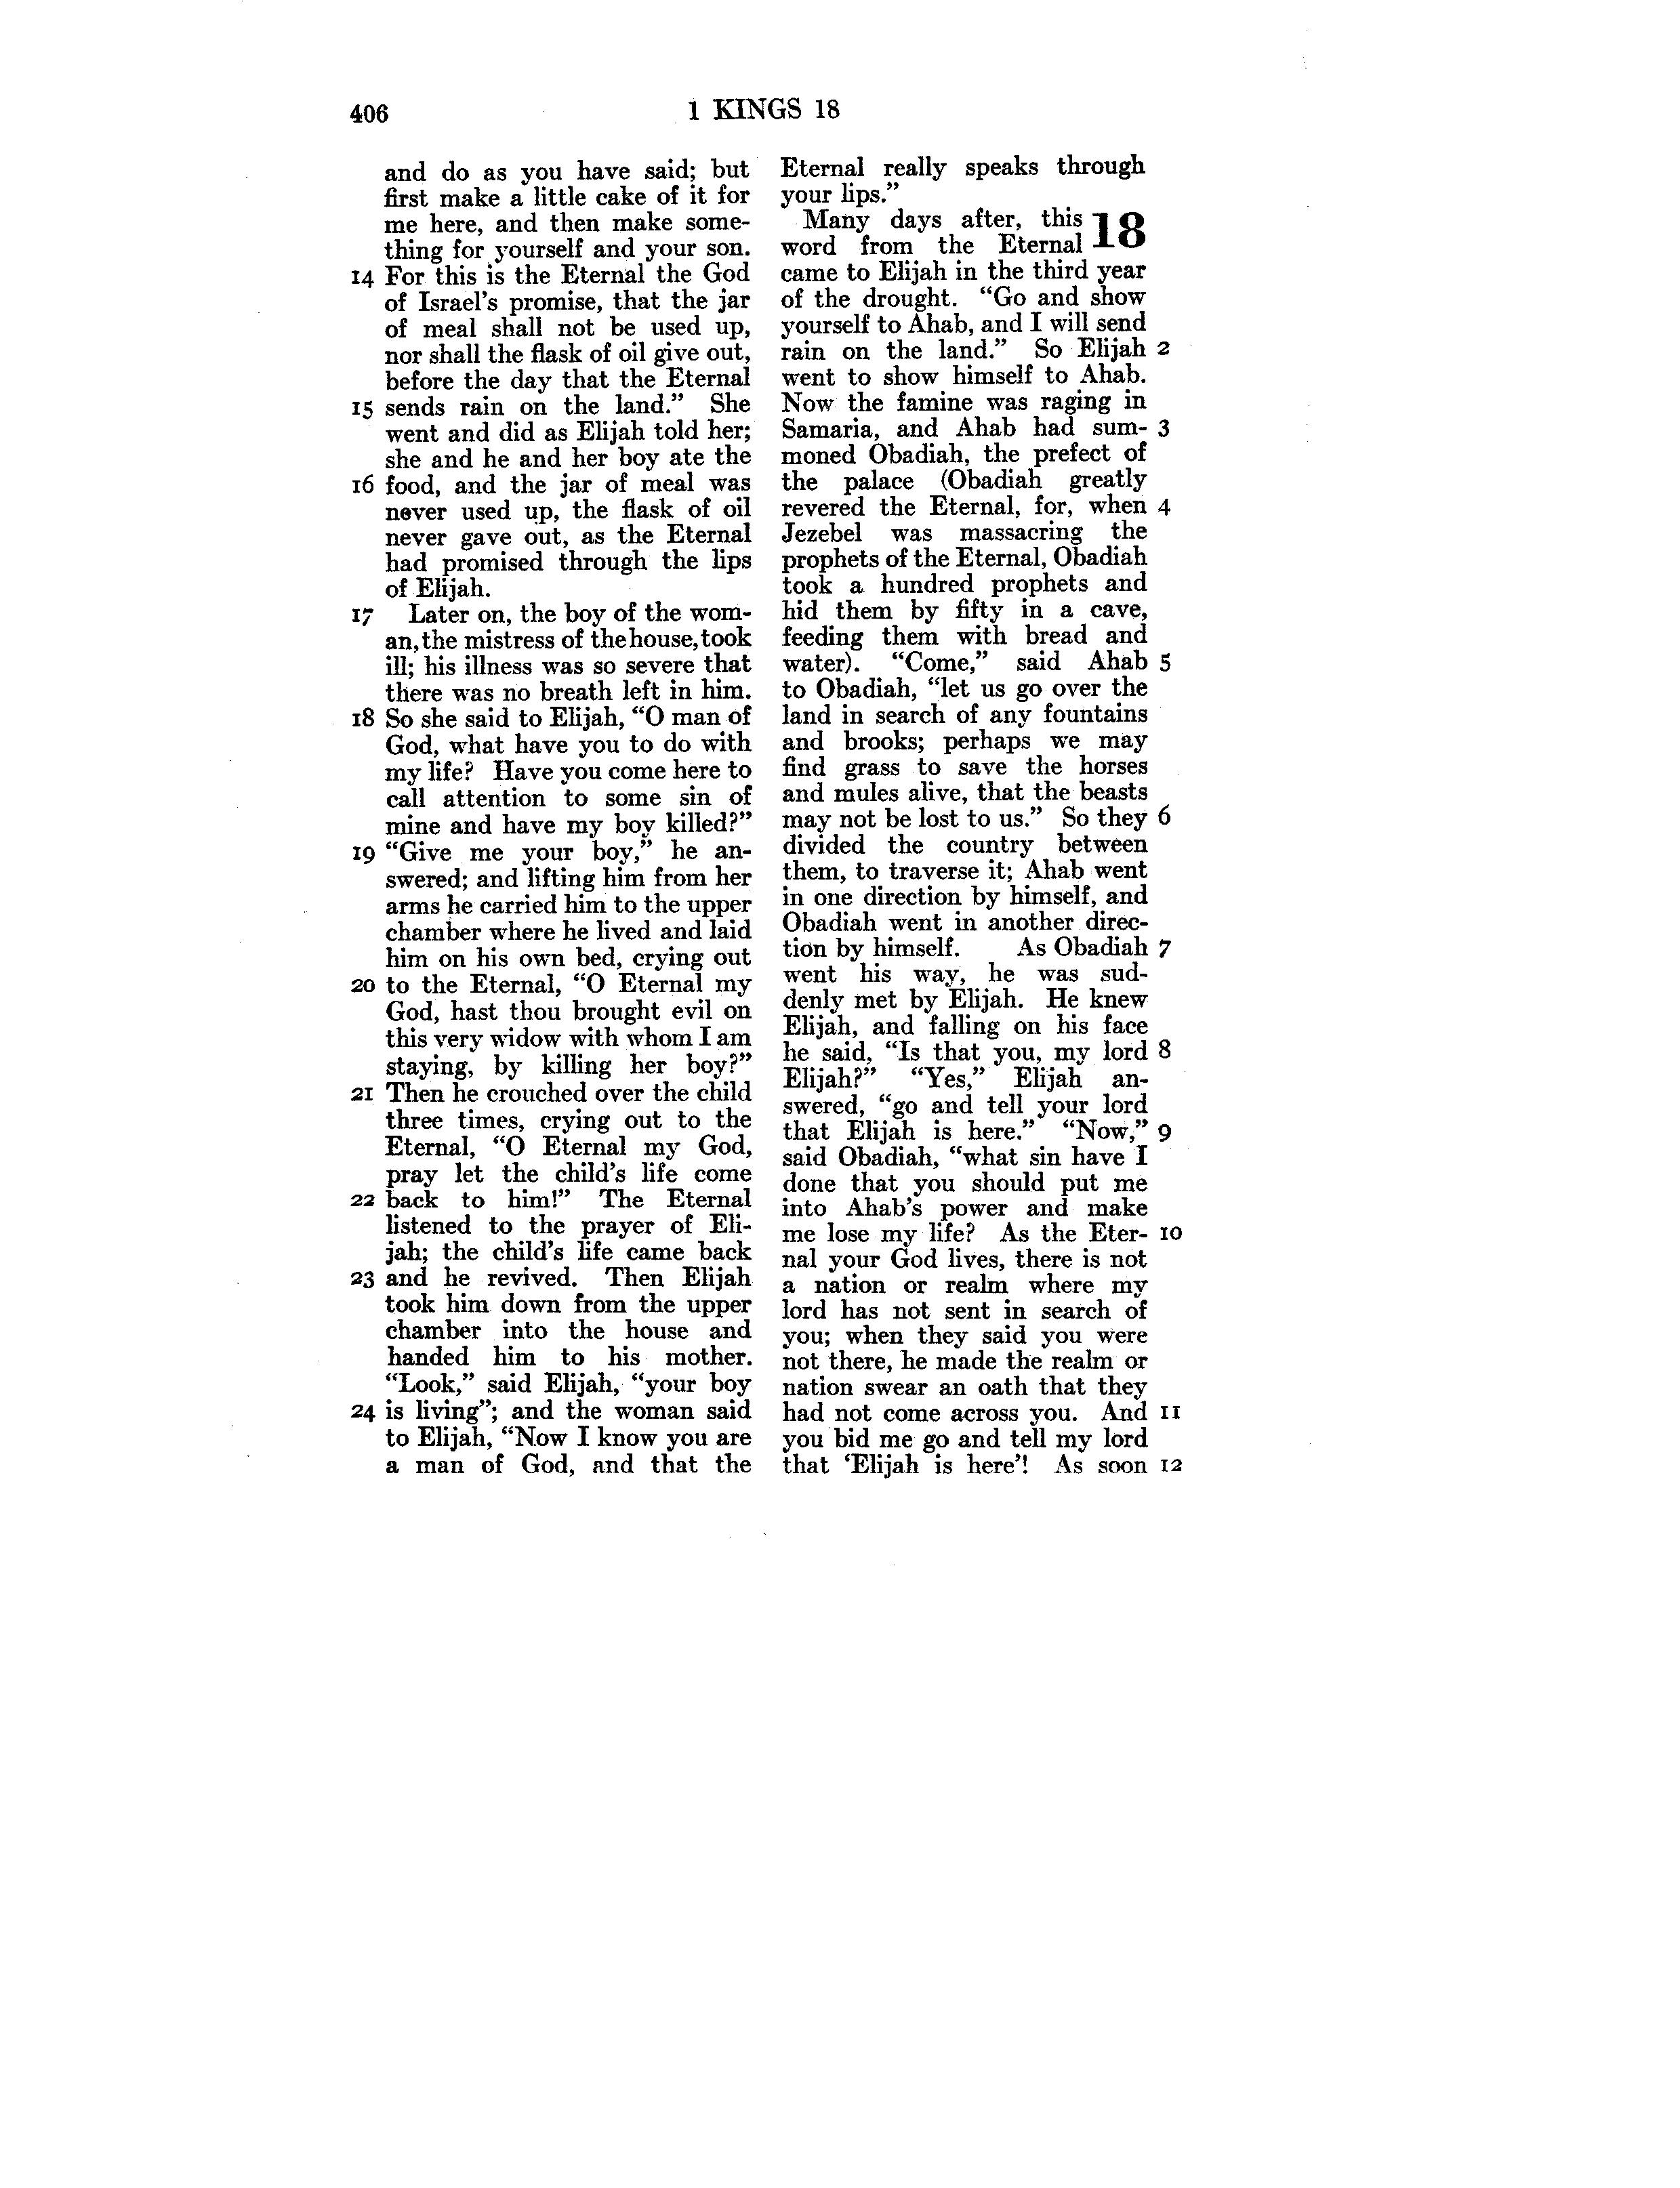 406
1 KINGS 18
and do as you have said; but
first make a little cake of it for
me here, and then make some-
thing for yourself and your son.
14 For this is the Eternal the God
of Israel's promise, that the jar
of meal shall not be used up,
nor shall the flask of oil give out,
before the day that the Eternal
15 sends rain on the land.” She
went and did as Elijah told her;
she and he and her boy ate the
16 food, and the jar of meal was
never used up, the flask of oil
never gave out, as the Eternal
had promised through the lips
of Elijah.
17 Later on, the boy of the wom-
an, the mistress of the house, took
ill; his illness was so severe that
there was no breath left in him.
18 So she said to Elijah, “O man of
God, what have you to do with
my life? Have you come here to
call attention to some sin of
mine and have my boy killed?”
19 “Give me your boy,” he an-
swered; and lifting him from her
arms he carried him to the upper
chamber where he lived and laid
him on his own bed, crying out
20 to the Eternal, “O Eternal my
God, hast thou brought evil on
this very widow with whom I am
staying, by killing her boy?”
21 Then he crouched over the child
three times, crying out to the
Eternal, “O Eternal my God,
pray let the child's life come
22 back to him!” The Eternal
listened to the prayer of Eli-
jah; the child's life came back
23 and he revived. Then Elijah
took him down from the upper
chamber into the house and
handed him to his mother.
“Look,” said Elijah, “your boy
24 is living”; and the woman said
to Elijah, “Now I know you are
a man of God, and that the
Eternal really speaks through
your lips.”
Many days after, this 18
word from the Eternal
came to Elijah in the third year
of the drought. “Go and show
yourself to Ahab, and I will send
rain on the land.” So Elijah 2
went to show himself to Ahab.
Now the famine was raging in
Samaria, and Ahab had sum- 3
moned Obadiah, the prefect of
the palace (Obadiah greatly
revered the Eternal, for, when 4
Jezebel was massacring the
prophets of the Eternal, Obadiah
took a hundred prophets and
hid them by fifty in a cave,
feeding them with bread and
water). “Come,” said Ahab 5
to Obadiah, “let us go over the
land in search of any fountains
and brooks; perhaps we may
find grass to save the horses
and mules alive, that the beasts
may not be lost to us.” So they 6
divided the country between
them, to traverse it; Ahab went
in one direction by himself, and
Obadiah went in another direc-
tion by himself. As Obadiah 7
went his way, he was sud-
denly met by Elijah. He knew
Elijah, and falling on his face
he said, “Is that you, my lord 8
Elijah?” “Yes,” Elijah an-
swered, “go and tell your lord
that Elijah is here.” “Now,” 9
said Obadiah, “what sin have I
done that you should put me
into Ahab's power and make
me lose my life? As the Eter- 10
nal your God lives, there is not
a nation or realm where my
lord has not sent in search of
you; when they said you were
not there, he made the realm or
nation swear an oath that they
had not come across you. And 11
you bid me go and tell my lord
that ‘Elijah is here’! As soon 12